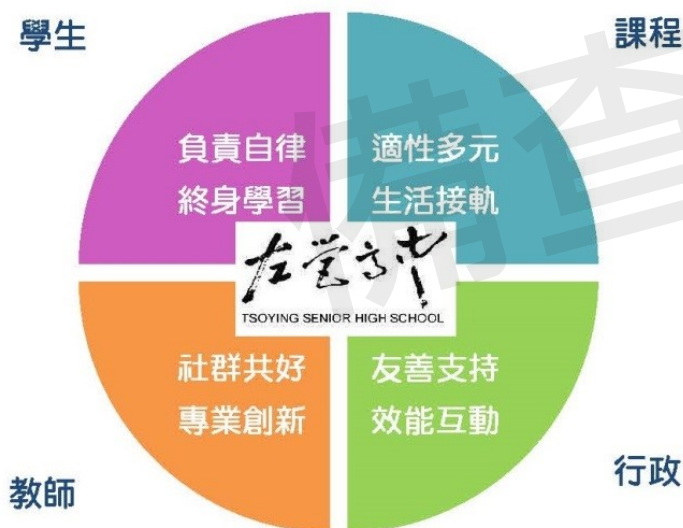 學生
課程
負責自律
終身學習
適性多元
生活接軌
左營高中
TSOYING SENIOR HIGH SCHOOL
社群共好
專業創新
友善支持
效能互動
教師
行政
備查